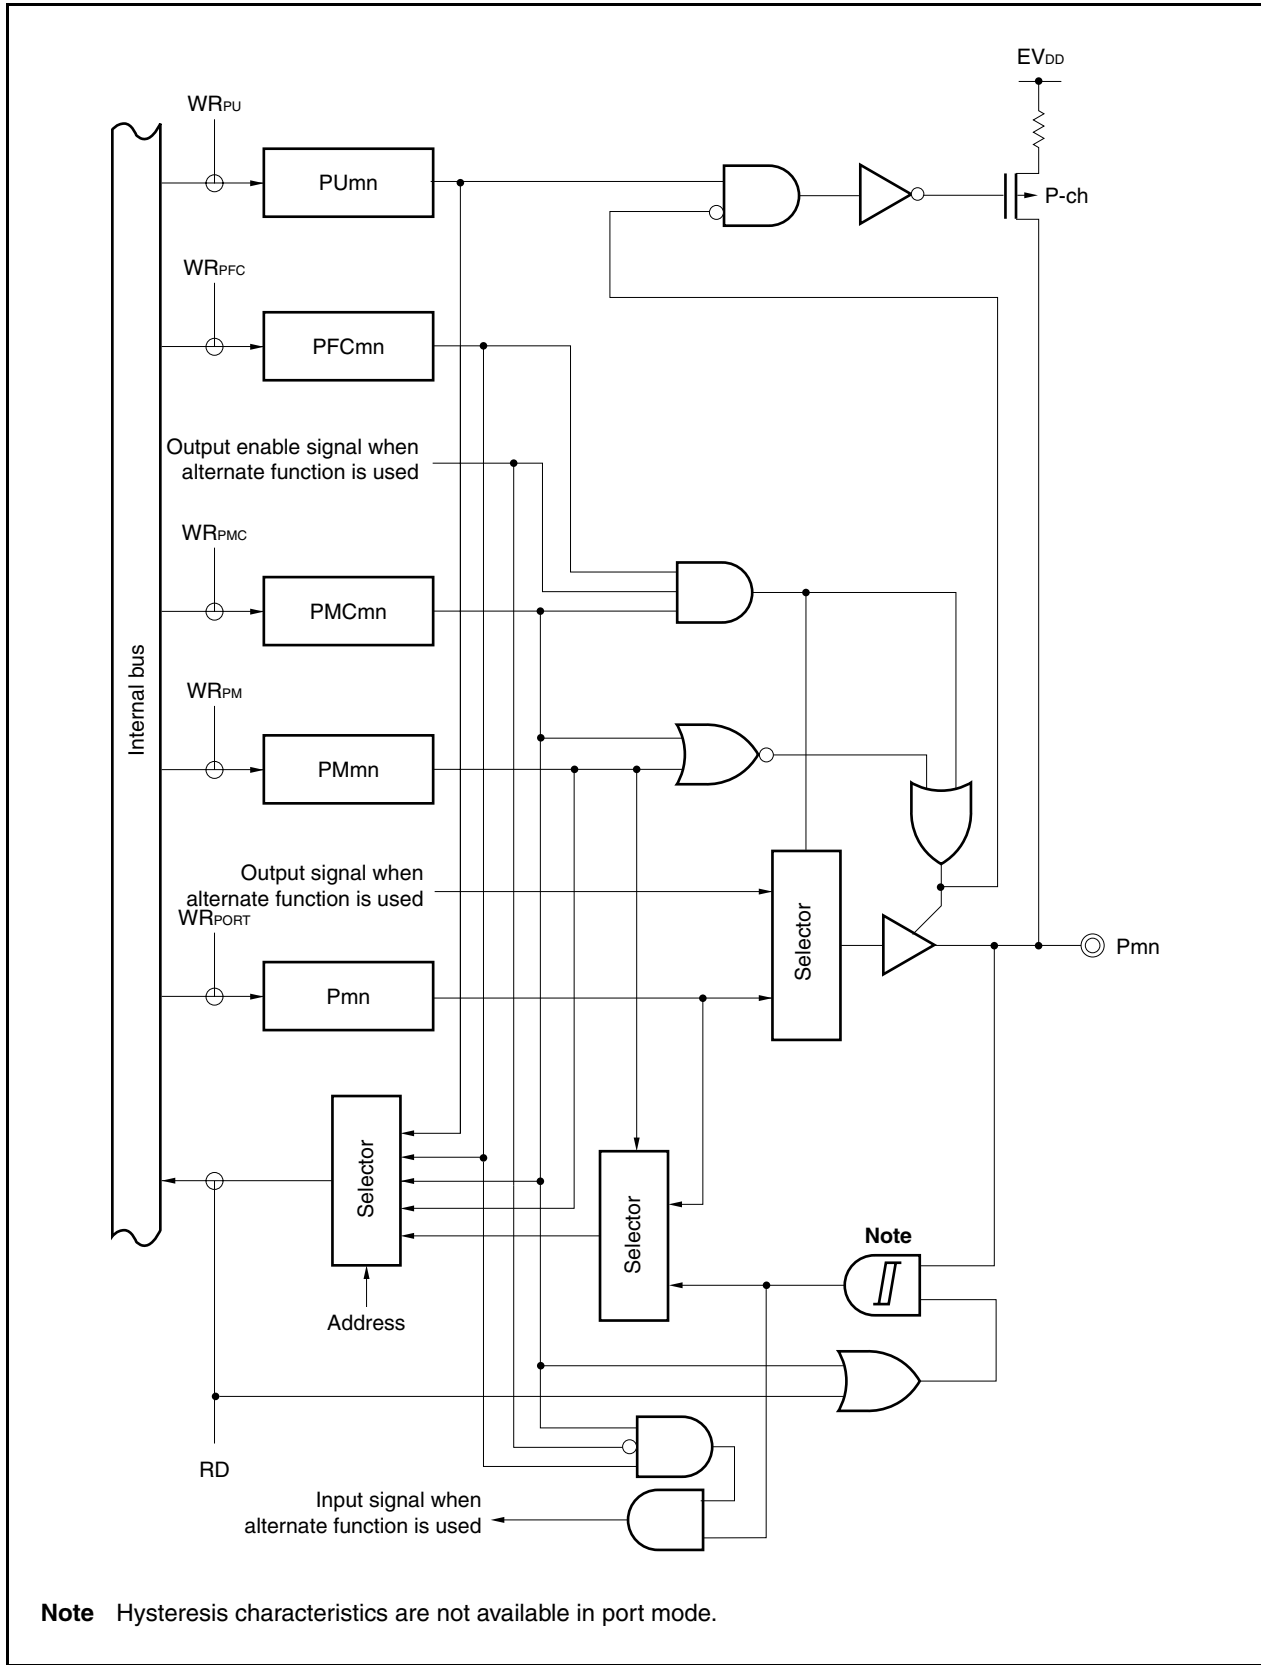 EVDD
WRPU
PUmn
P-ch
WRPFC
PFCmn
Output enable signal when
alternate function is used
WRPMC
PMCmn
Internal bus
WRPM
PMmn
Output signal when
alternate function is used
WRPORT
Selector
Pmn
Pmn
Selector
Selector
Note
Address
RD
Input signal when
alternate function is used
Note Hysteresis characteristics are not available in port mode.